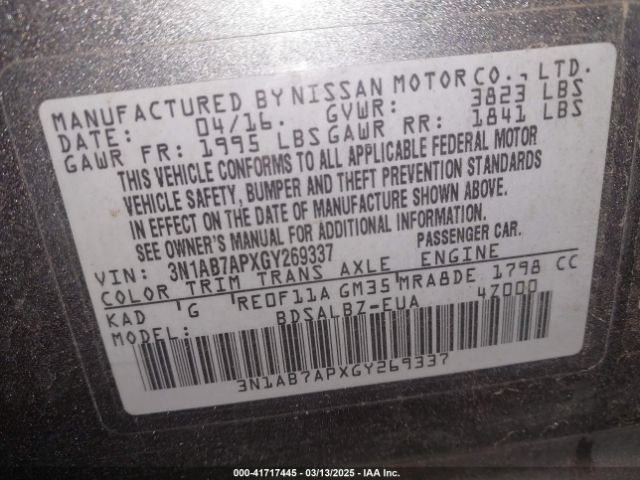 MANUFACTURED BY NISSAN MOTOR CO., LTD.
DATE: 04/16. GVWR: 3823 LBS
GAWR FR: 1995 LBS GAWR RR: 1841 LBS
THIS VEHICLE CONFORMS TO ALL APPLICABLE FEDERAL MOTOR
VEHICLE SAFETY, BUMPER AND THEFT PREVENTION STANDARDS
IN EFFECT ON THE DATE OF MANUFACTURE SHOWN ABOVE.
SEE OWNER'S MANUAL FOR ADDITIONAL INFORMATION.
VIN: 3N1AB7APXGY269337 PASSENGER CAR.
COLOR TRIM TRANS AXLE ENGINE
KAD G RE0F11A GM35 MRA8DE 1798 CC
MODEL: BDSALBZ-EUA 4Z000
3N1AB7APXGY269337
000-41717445 - 03/13/2025 - IAA Inc.